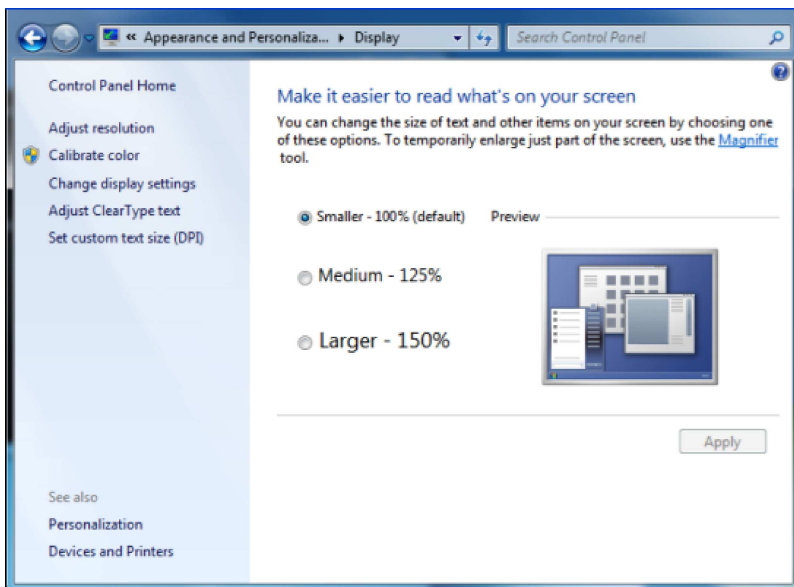 « Appearance and Personaliza... ▸ Display
Search Control Panel
Control Panel Home
Adjust resolution
Calibrate color
Change display settings
Adjust ClearType text
Set custom text size (DPI)
See also
Personalization
Devices and Printers
Make it easier to read what's on your screen
You can change the size of text and other items on your screen by choosing one
of these options. To temporarily enlarge just part of the screen, use the Magnifier
tool.
Smaller - 100% (default)
Preview
Medium - 125%
Larger - 150%
Apply